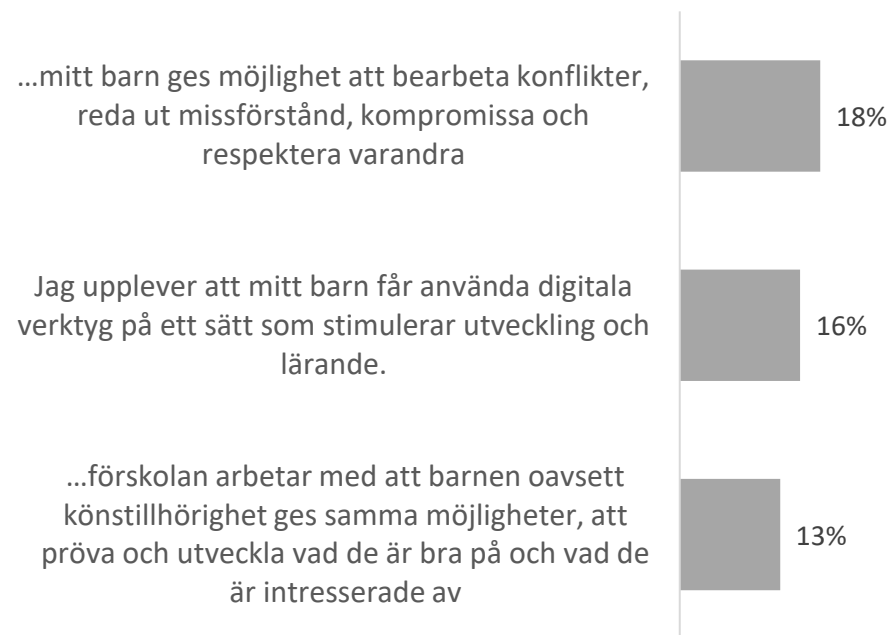 ...mitt barn ges möjlighet att bearbeta konflikter,
reda ut missförstånd, kompromissa och
respektera varandra
18%
Jag upplever att mitt barn får använda digitala
verktyg på ett sätt som stimulerar utveckling och
lärande.
16%
...förskolan arbetar med att barnen oavsett
könstillhörighet ges samma möjligheter, att
pröva och utveckla vad de är bra på och vad de
är intresserade av
13%